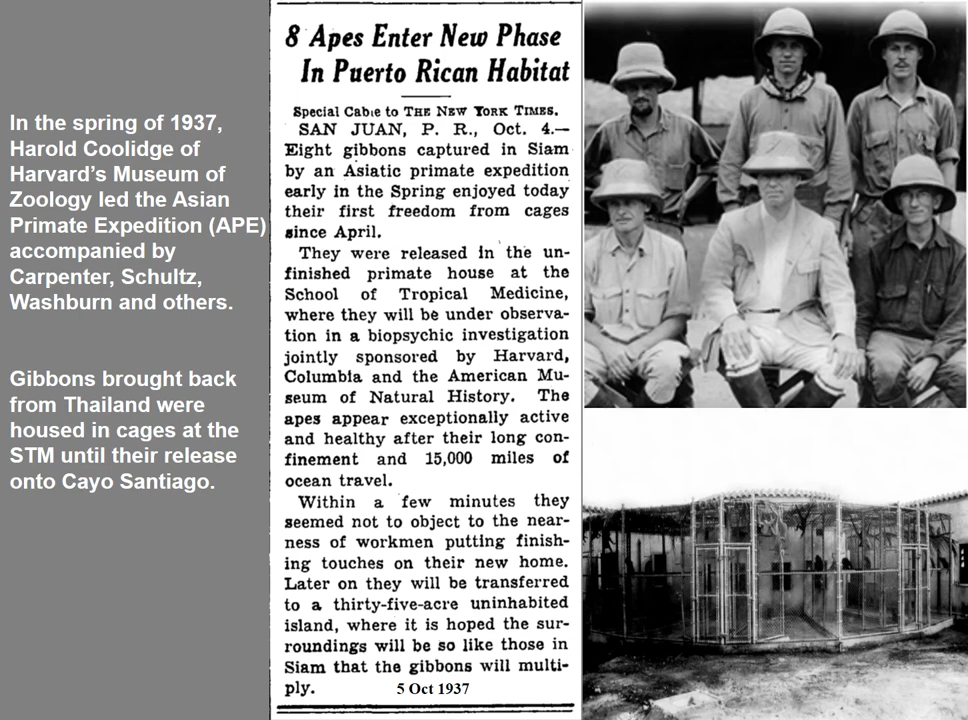 In the spring of 1937,
Harold Coolidge of
Harvard's Museum of
Zoology led the Asian
Primate Expedition (APE)
accompanied by
Carpenter, Schultz,
Washburn and others.
Gibbons brought back
from Thailand were
housed in cages at the
STM until their release
onto Cayo Santiago.
8 Apes Enter New Phase
In Puerto Rican Habitat
Special Cable to THE NEW YORK TIMES.
SAN JUAN, P. R., Oct. 4.—
Eight gibbons captured in Siam
by an Asiatic primate expedition
early in the Spring enjoyed today
their first freedom from cages
since April.
They were released in the un-
finished primate house at the
School of Tropical Medicine,
where they will be under observa-
tion in a biopsychic investigation
jointly sponsored by Harvard,
Columbia and the American Mu-
seum of Natural History. The
apes appear exceptionally active
and healthy after their long con-
finement and 15,000 miles of
ocean travel.
Within a few minutes they
seemed not to object to the near-
ness of workmen putting finish-
ing touches on their new home.
Later on they will be transferred
to a thirty-five-acre uninhabited
island, where it is hoped the sur-
roundings will be so like those in
Siam that the gibbons will multi-
ply. 5 Oct 1937